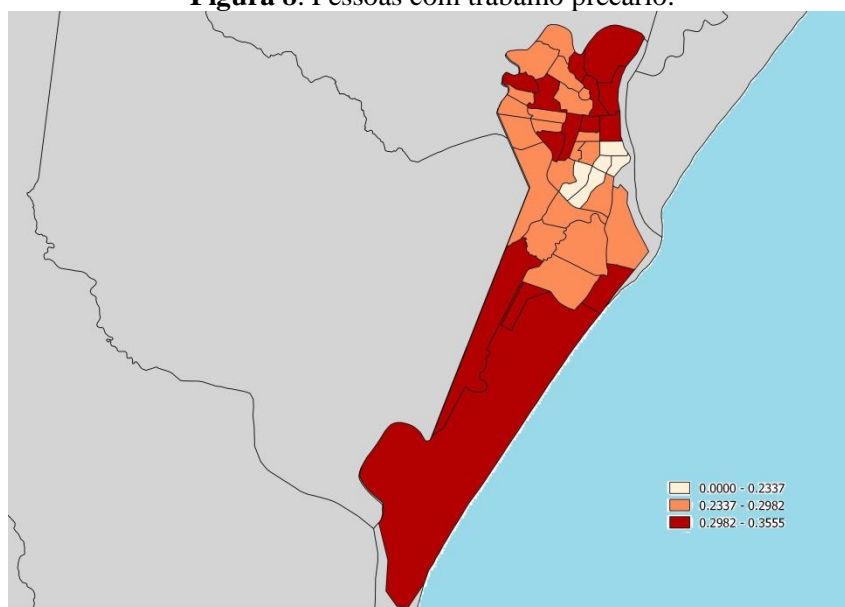 Figura 8. Pessoas com trabalho precário.
0.0000 - 0.2337
0.2337 - 0.2982
0.2982 - 0.3555